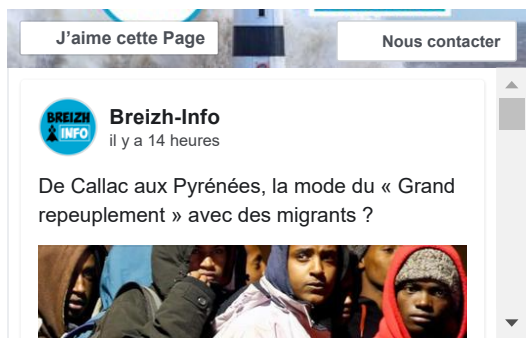 J'aime cette Page
Nous contacter
BREIZH
INFO
Breizh-Info
il y a 14 heures
De Callac aux Pyrénées, la mode du « Grand
repeuplement » avec des migrants ?